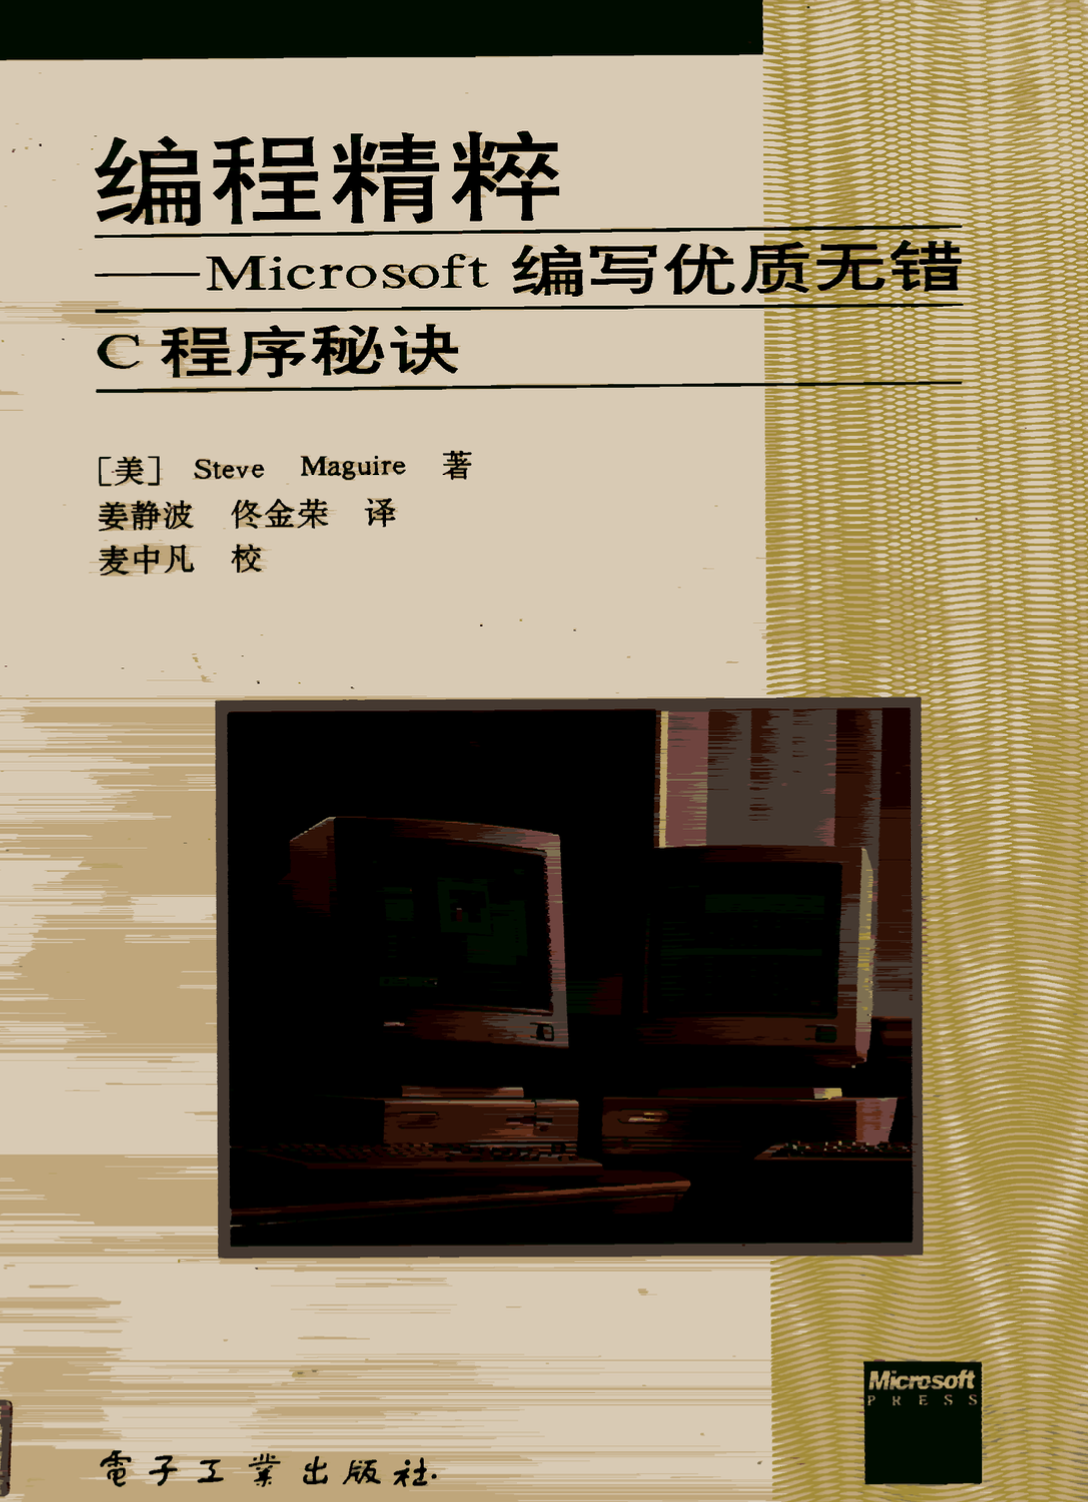 编程精粹
——Microsoft 编写优质无错
C 程序秘诀
[美] Steve Maguire 著
姜静波 佟金荣 译
麦中凡 校
Microsoft
PRESS
電子工業出版社.